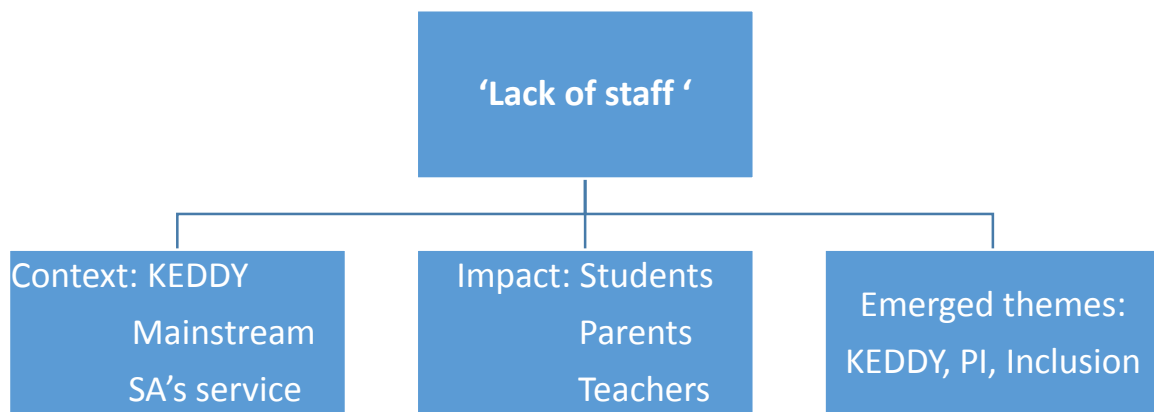 ‘Lack of staff ‘
Context: KEDDY
Mainstream
SA’s service
Impact: Students
Parents
Teachers
Emerged themes:
KEDDY, PI, Inclusion